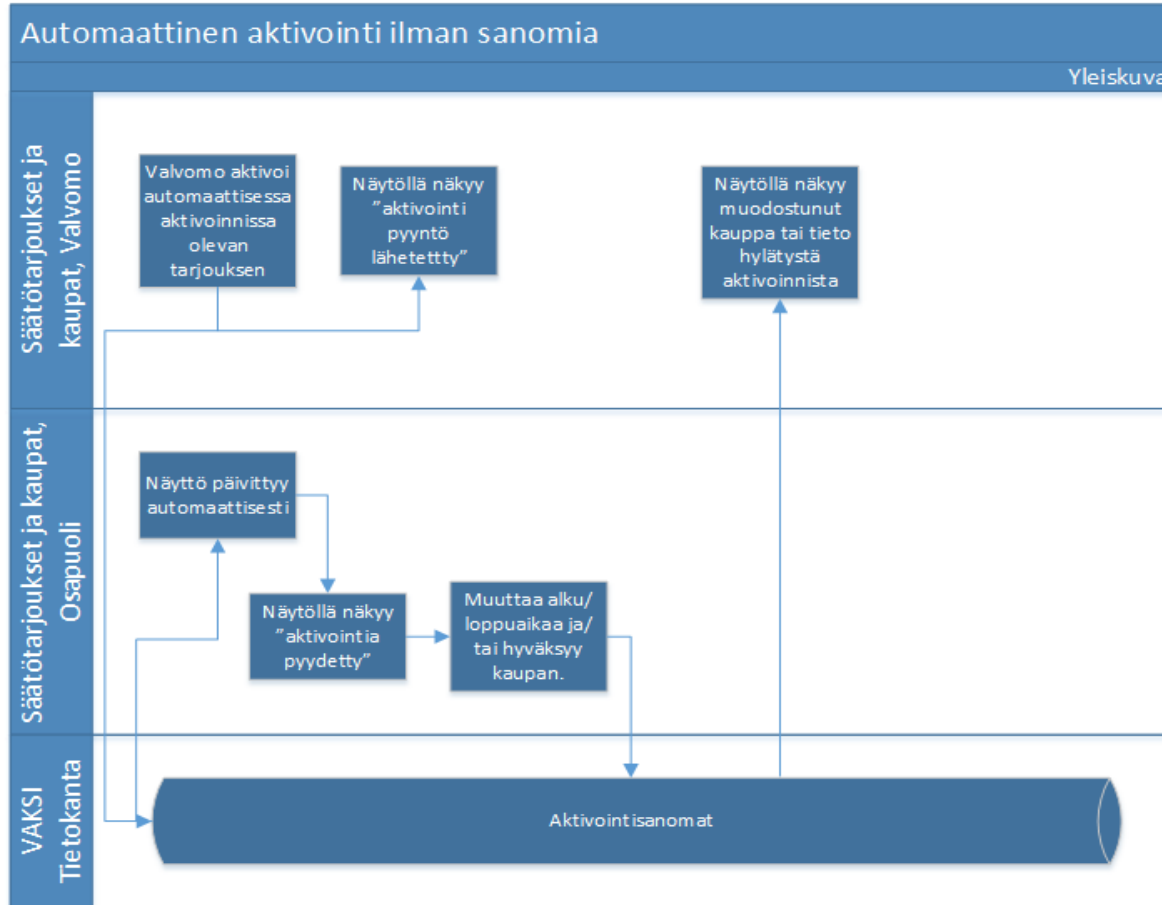 Automaattinen aktivointi ilman sanomia
Yleiskuva
Säätötarjoukset ja
kaupat, Valvomo
Valvomo aktivoi
automaattisessa
aktivoinnissa
olevan
tarjouksen
Näytöllä näkyy
”aktivointi
pyyntö
lähetettty”
Näytöllä näkyy
muodostunut
kauppa tai tieto
hylätystä
aktivoinnista
Säätötarjoukset ja kaupat,
Osapuoli
Näyttö päivittyy
automaattisesti
Näytöllä näkyy
”aktivointia
pyydetty”
Muuttaa alku/
loppuaikaa ja/
tai hyväksyy
kaupan.
VAKSI
Tietokanta
Aktivointisanomat